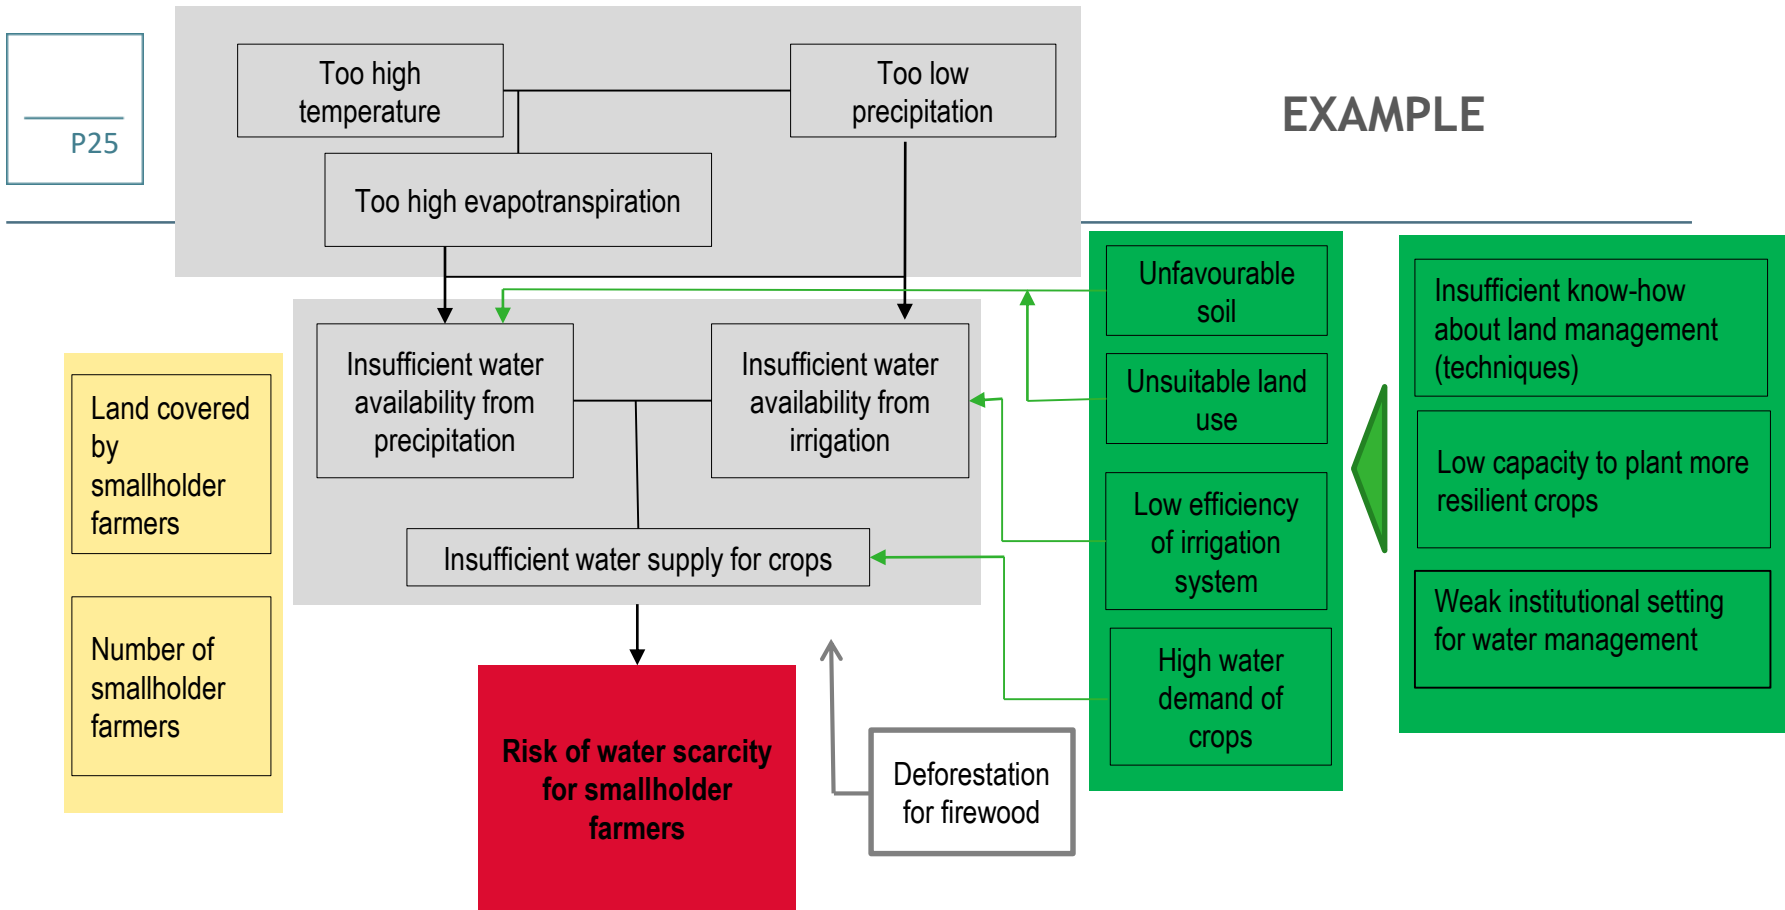 P25
EXAMPLE
Too high
temperature
Too low
precipitation
Too high evapotranspiration
Insufficient water
availability from
precipitation
Insufficient water
availability from
irrigation
Insufficient water supply for crops
Land covered
by
smallholder
farmers
Number of
smallholder
farmers
Risk of water scarcity
for smallholder
farmers
Deforestation
for firewood
Unfavourable
soil
Unsuitable land
use
Low efficiency
of irrigation
system
High water
demand of
crops
Insufficient know-how
about land management
(techniques)
Low capacity to plant more
resilient crops
Weak institutional setting
for water management